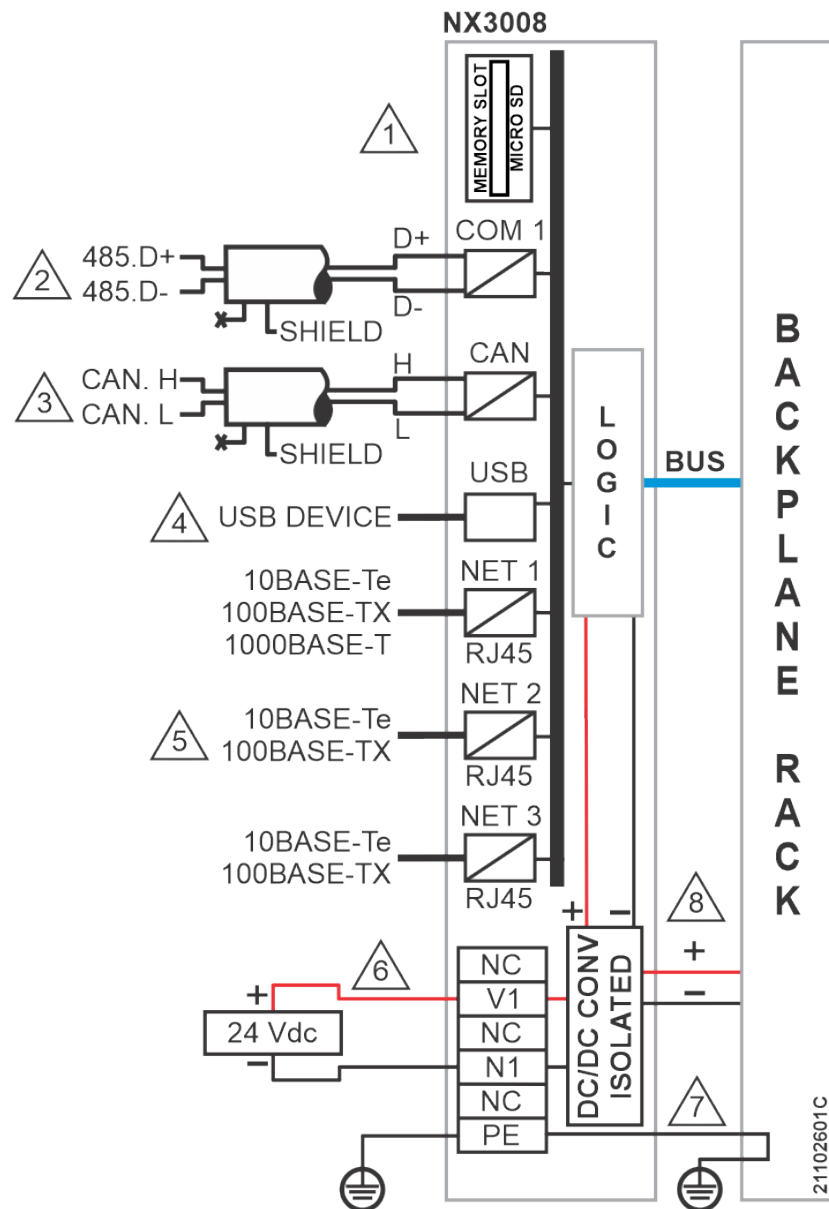 NX3008
MEMORY SLOT
MICRO SD
1
COM 1
D+
485.D+
2
485.D-
D-
SHIELD
CAN
H
CAN. H
3
CAN. L
L
SHIELD
LOGIC
BUS
BACKPLANE RACK
USB
4
USB DEVICE
NET 1
10BASE-Te
100BASE-TX
1000BASE-T
RJ45
NET 2
5
10BASE-Te
100BASE-TX
RJ45
NET 3
10BASE-Te
100BASE-TX
RJ45
+ -
8
+
-
DC/DC CONV
ISOLATED
6
NC
+
V1
24 Vdc
NC
-
N1
NC
7
PE
21102601C